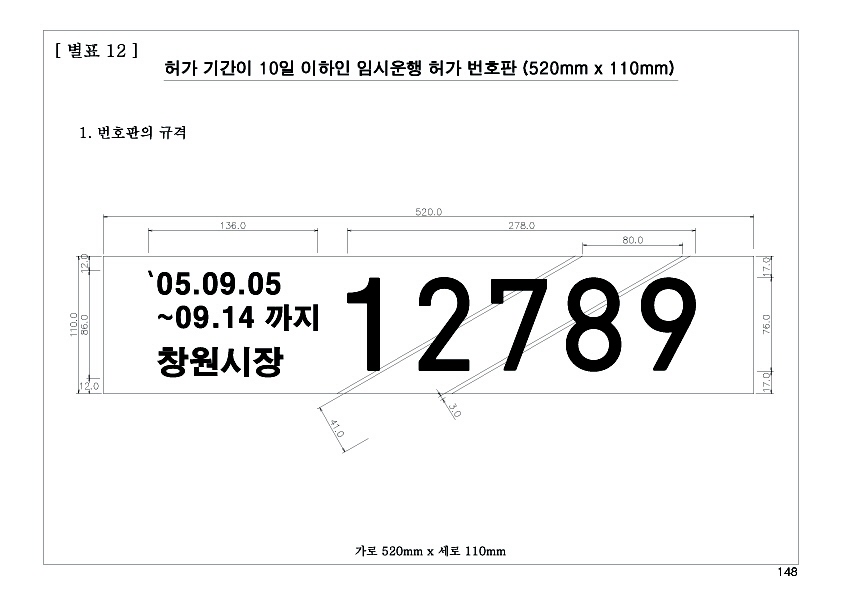 [ 별표 12 ]
허가 기간이 10일 이하인 임시운행 허가 번호판 (520mm x 110mm)
1. 번호판의 규격
520.0
136.0
278.0
80.0
12.0
110.0
86.0
12.0
‵05.09.05
~09.14 까지
창원시장
12789
17.0
76.0
17.0
41.0
3.0
가로 520mm x 세로 110mm
148